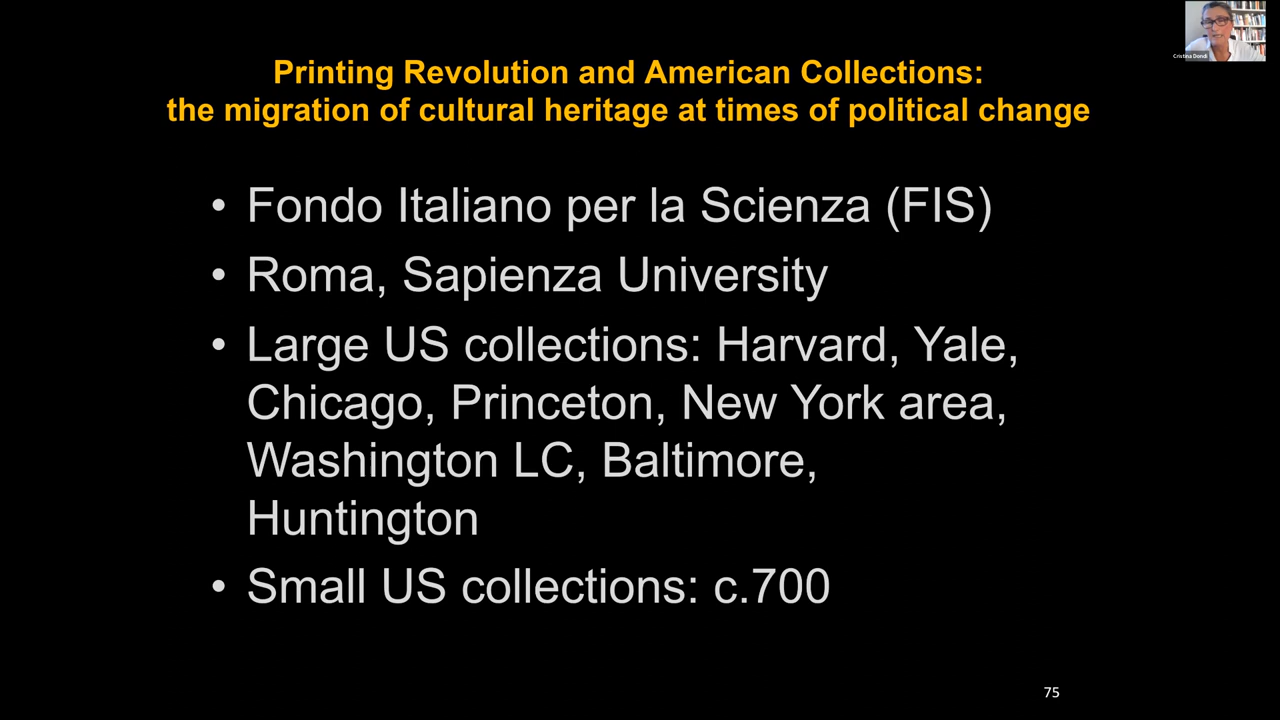 Cristina Dondi
Printing Revolution and American Collections:
the migration of cultural heritage at times of political change
• Fondo Italiano per la Scienza (FIS)
• Roma, Sapienza University
• Large US collections: Harvard, Yale,
Chicago, Princeton, New York area,
Washington LC, Baltimore,
Huntington
• Small US collections: c.700
75